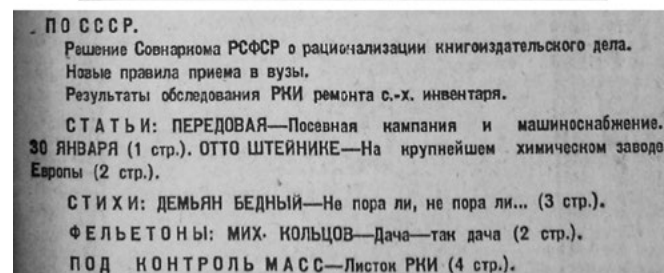 ПО СССР.
Решение Совнаркома РСФСР о рационализации книгоиздательского дела.
Новые правила приема в вузы.
Результаты обследования РКИ ремонта с.-х. инвентаря.
СТАТЬИ: ПЕРЕДОВАЯ—Посевная кампания и машиноснабжение.
30 ЯНВАРЯ (1 стр.). ОТТО ШТЕЙНИКЕ—На крупнейшем химическом заводе
Европы (2 стр.).
СТИХИ: ДЕМЬЯН БЕДНЫЙ—Не пора ли, не пора ли... (3 стр.).
ФЕЛЬЕТОНЫ: МИХ. КОЛЬЦОВ—Дача—так дача (2 стр.).
ПОД КОНТРОЛЬ МАСС—Листок РКИ (4 стр.).